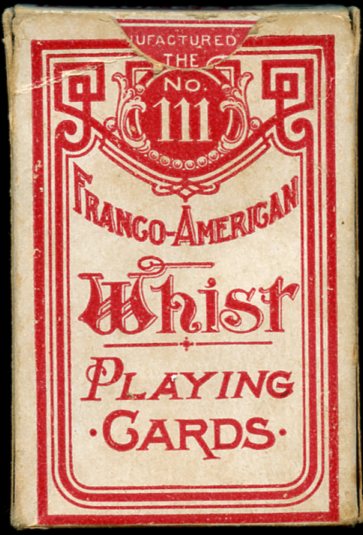 UFACTURED
THE
No.
111
FRANCO-AMERICAN
Whist
PLAYING
·CARDS·